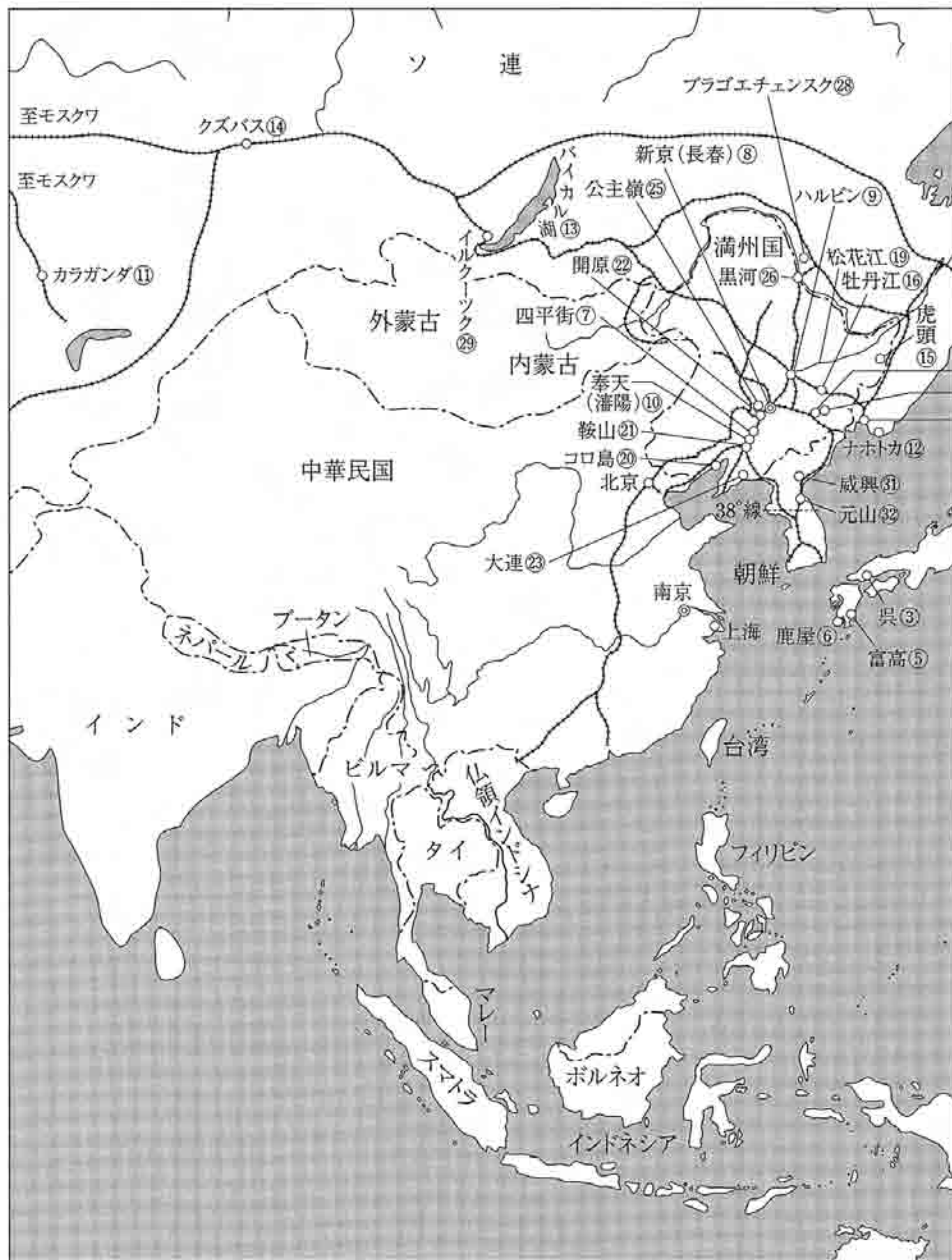 ソ連
ブラゴエチェンスク㉘
至モスクワ
クズバス⑭
新京(長春)⑧
公主嶺㉕
ハルビン⑨
至モスクワ
バイカル湖⑬
満州国
松花江⑲
牡丹江⑯
カラガンダ⑪
イルクーツク㉙
開原㉒
黒河㉖
虎頭⑮
外蒙古
四平街⑦
内蒙古
奉天
(瀋陽)⑩
鞍山㉑
コロ島⑳
ナホトカ⑫
中華民国
北京
威興㉛
38°線
元山㉜
大連㉓
朝鮮
南京
呉③
上海
鹿屋⑥
富高⑤
ブータン
ネパール
インド
台湾
ビルマ
仏領インドシナ
タイ
フィリピン
マレー
スマトラ
ボルネオ
インドネシア